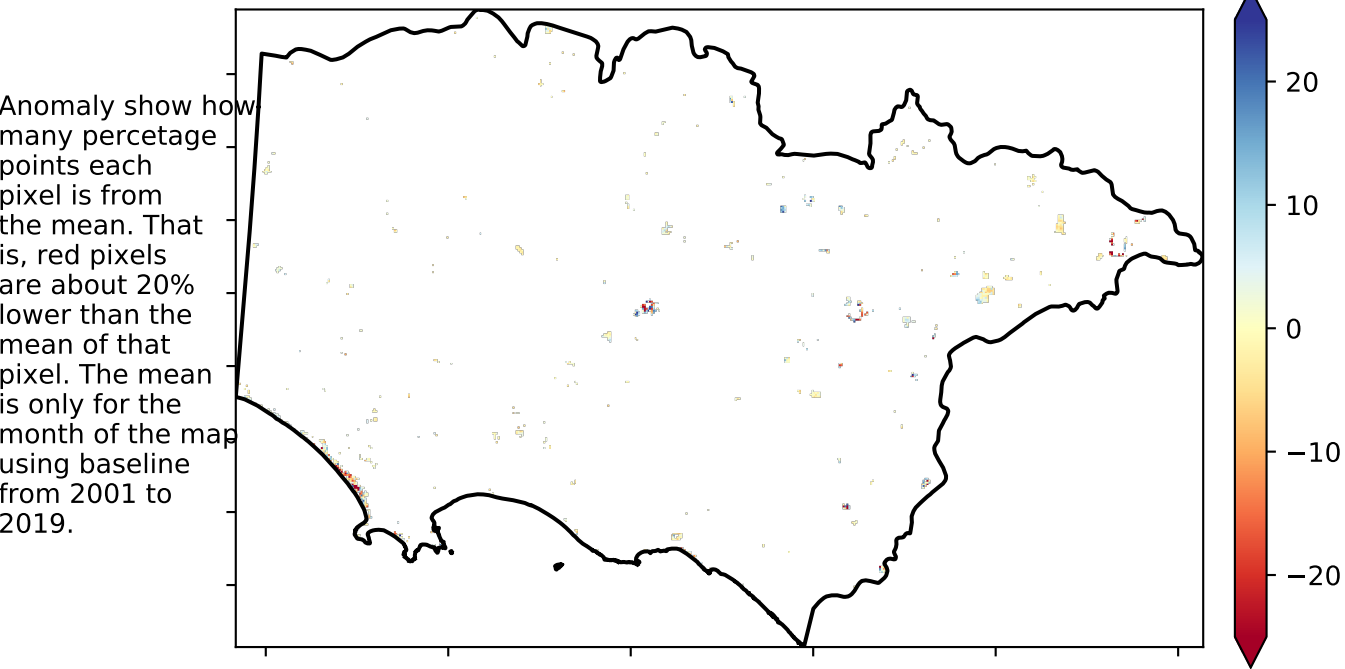 Anomaly show how
many percetage
points each
pixel is from
the mean. That
is, red pixels
are about 20%
lower than the
mean of that
pixel. The mean
is only for the
month of the map
using baseline
from 2001 to
2019.
20
10
0
−10
−20